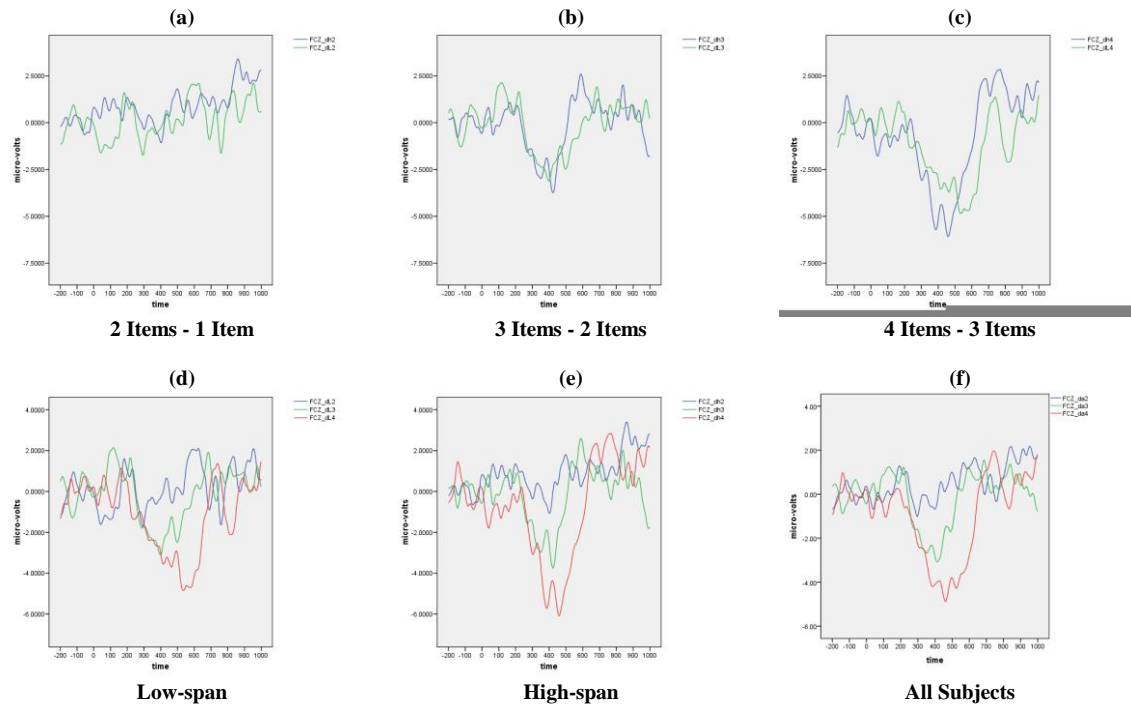 (a)
FCZ_dh2
FCZ_dL2
micro-volts
2.5000
0.0000
-2.5000
-5.0000
-7.5000
-200 -100 0 100 200 300 400 500 600 700 800 900 1000
time
2 Items - 1 Item
(b)
FCZ_dh3
FCZ_dL3
micro-volts
2.5000
0.0000
-2.5000
-5.0000
-7.5000
-200 -100 0 100 200 300 400 500 600 700 800 900 1000
time
3 Items - 2 Items
(c)
FCZ_dh4
FCZ_dL4
micro-volts
2.5000
0.0000
-2.5000
-5.0000
-7.5000
-200 -100 0 100 200 300 400 500 600 700 800 900 1000
time
4 Items - 3 Items
(d)
FCZ_dL2
FCZ_dL3
FCZ_dL4
micro-volts
4.0000
2.0000
0.0000
-2.0000
-4.0000
-6.0000
-200 -100 0 100 200 300 400 500 600 700 800 900 1000
time
Low-span
(e)
FCZ_dh2
FCZ_dh3
FCZ_dh4
micro-volts
4.0000
2.0000
0.0000
-2.0000
-4.0000
-6.0000
-200 -100 0 100 200 300 400 500 600 700 800 900 1000
time
High-span
(f)
FCZ_da2
FCZ_da3
FCZ_da4
micro-volts
4.00
2.00
0.00
-2.00
-4.00
-6.00
-200 -100 0 100 200 300 400 500 600 700 800 900 1000
time
All Subjects